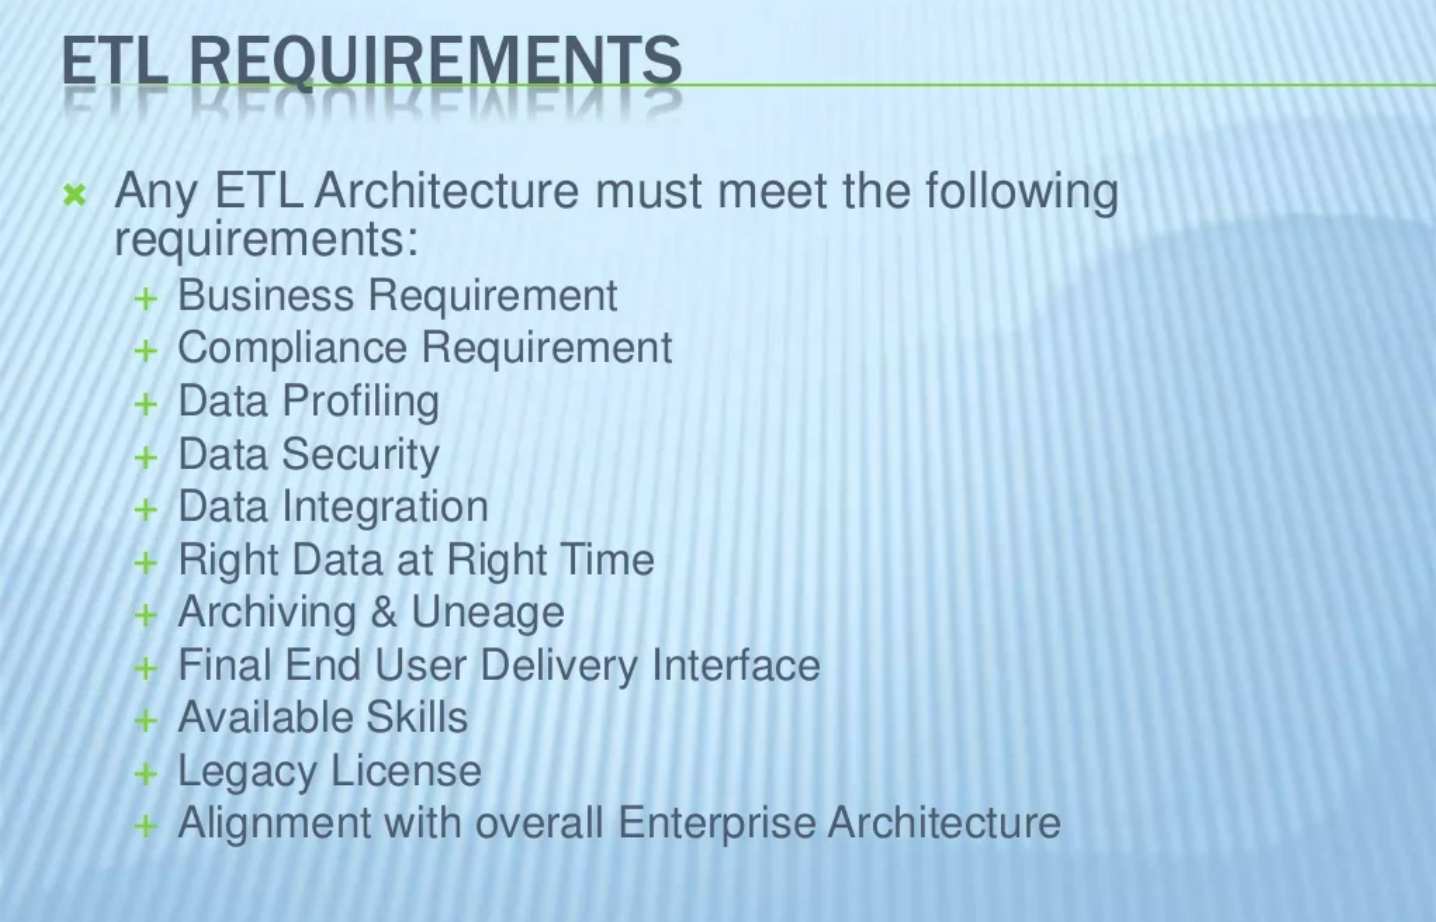 ETL REQUIREMENTS
Any ETL Architecture must meet the following
requirements:
+ Business Requirement
+ Compliance Requirement
+ Data Profiling
+ Data Security
+ Data Integration
+ Right Data at Right Time
+ Archiving & Uneage
+ Final End User Delivery Interface
+ Available Skills
+ Legacy License
+ Alignment with overall Enterprise Architecture